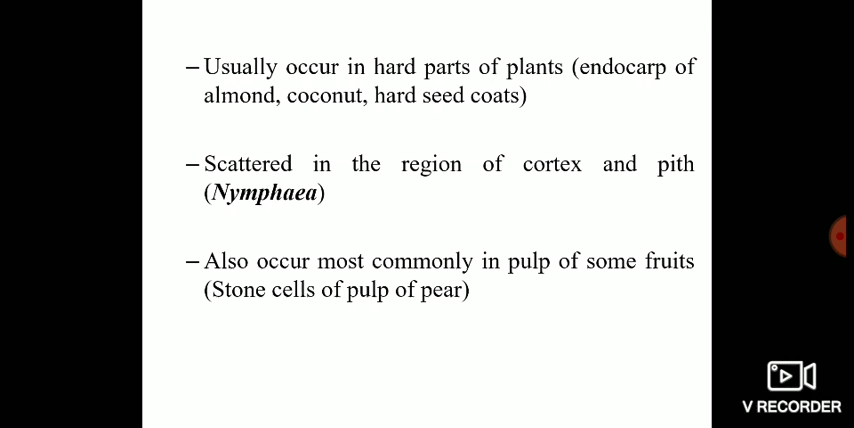 – Usually occur in hard parts of plants (endocarp of
almond, coconut, hard seed coats)
– Scattered in the region of cortex and pith
(Nymphaea)
– Also occur most commonly in pulp of some fruits
(Stone cells of pulp of pear)
V RECORDER